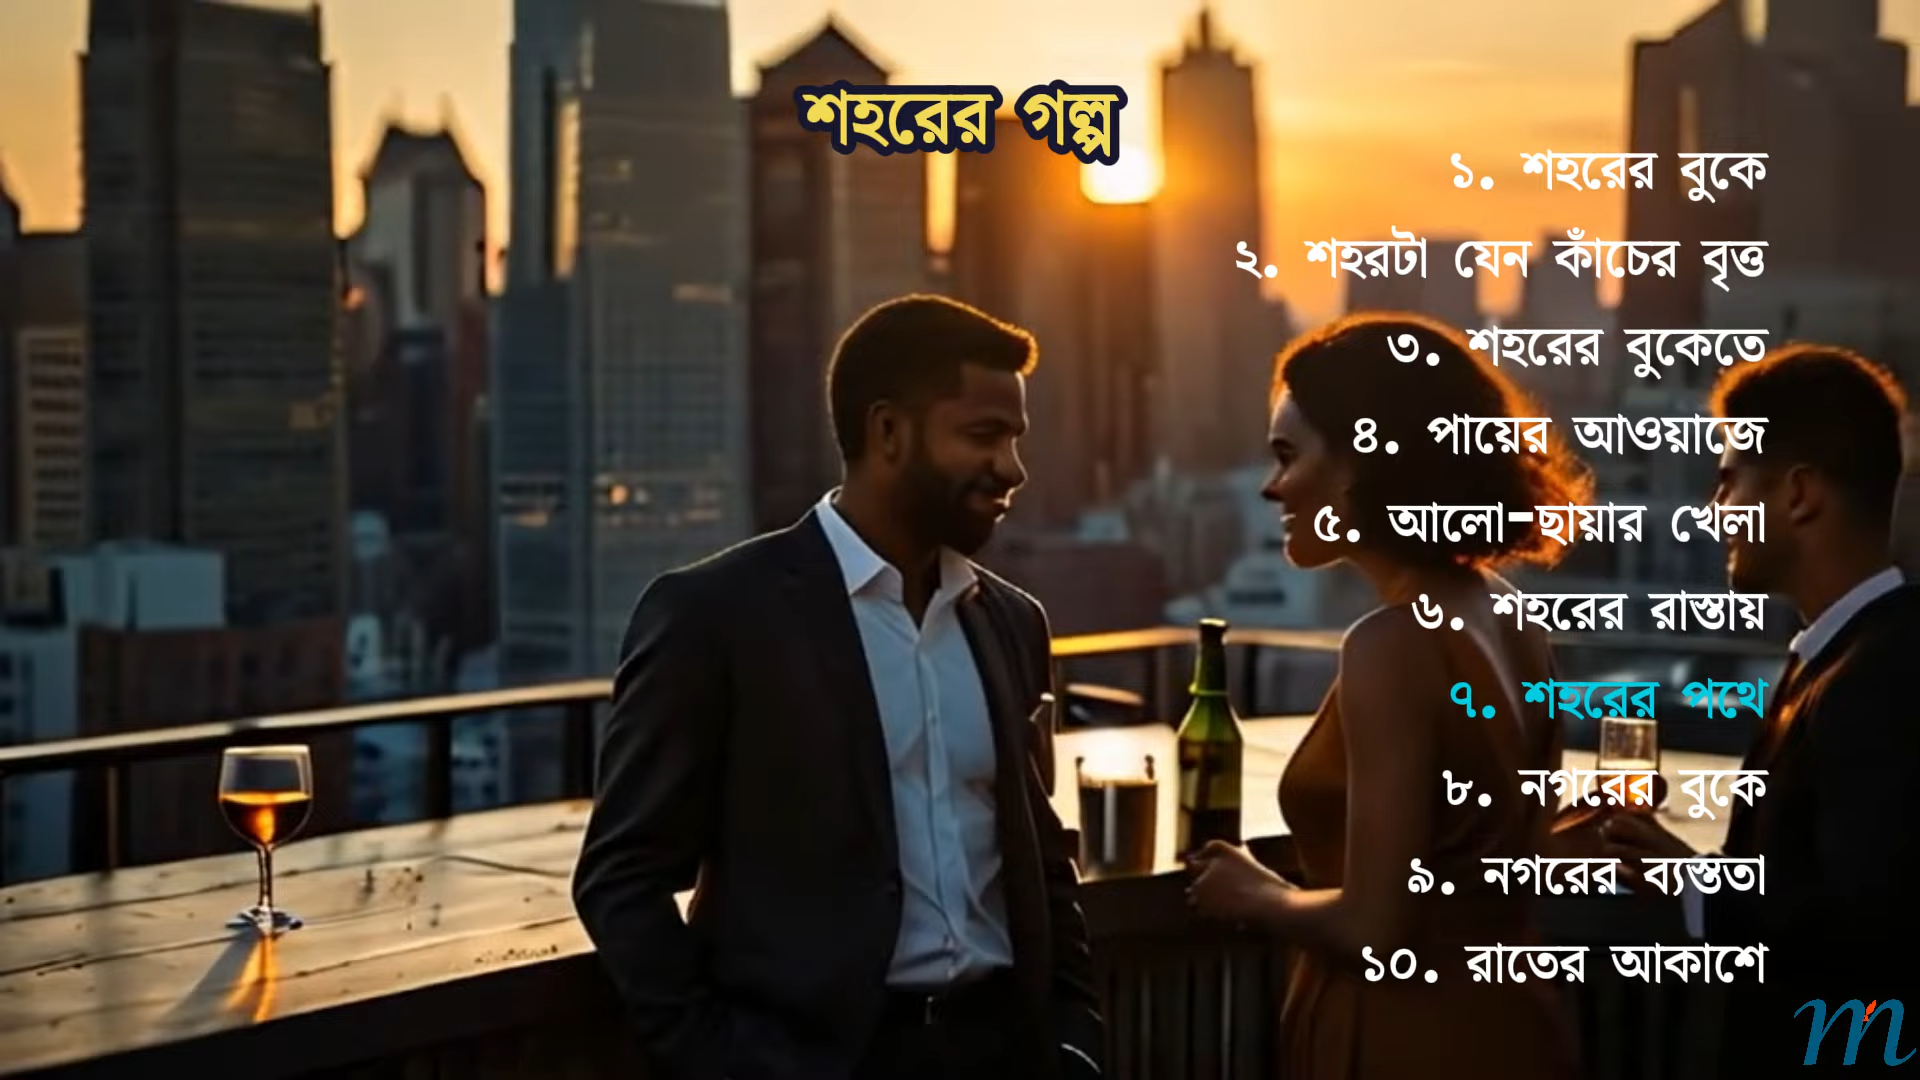 শহরের গল্প
১. শহরের বুকে
২. শহরটা যেন কাঁচের বৃত্ত
৩. শহরের বুকেতে
৪. পায়ের আওয়াজে
৫. আলো-ছায়ার খেলা
৬. শহরের রাস্তায়
৭. শহরের পথে
৮. নগরের বুকে
৯. নগরের ব্যস্ততা
১০. রাতের আকাশে
m